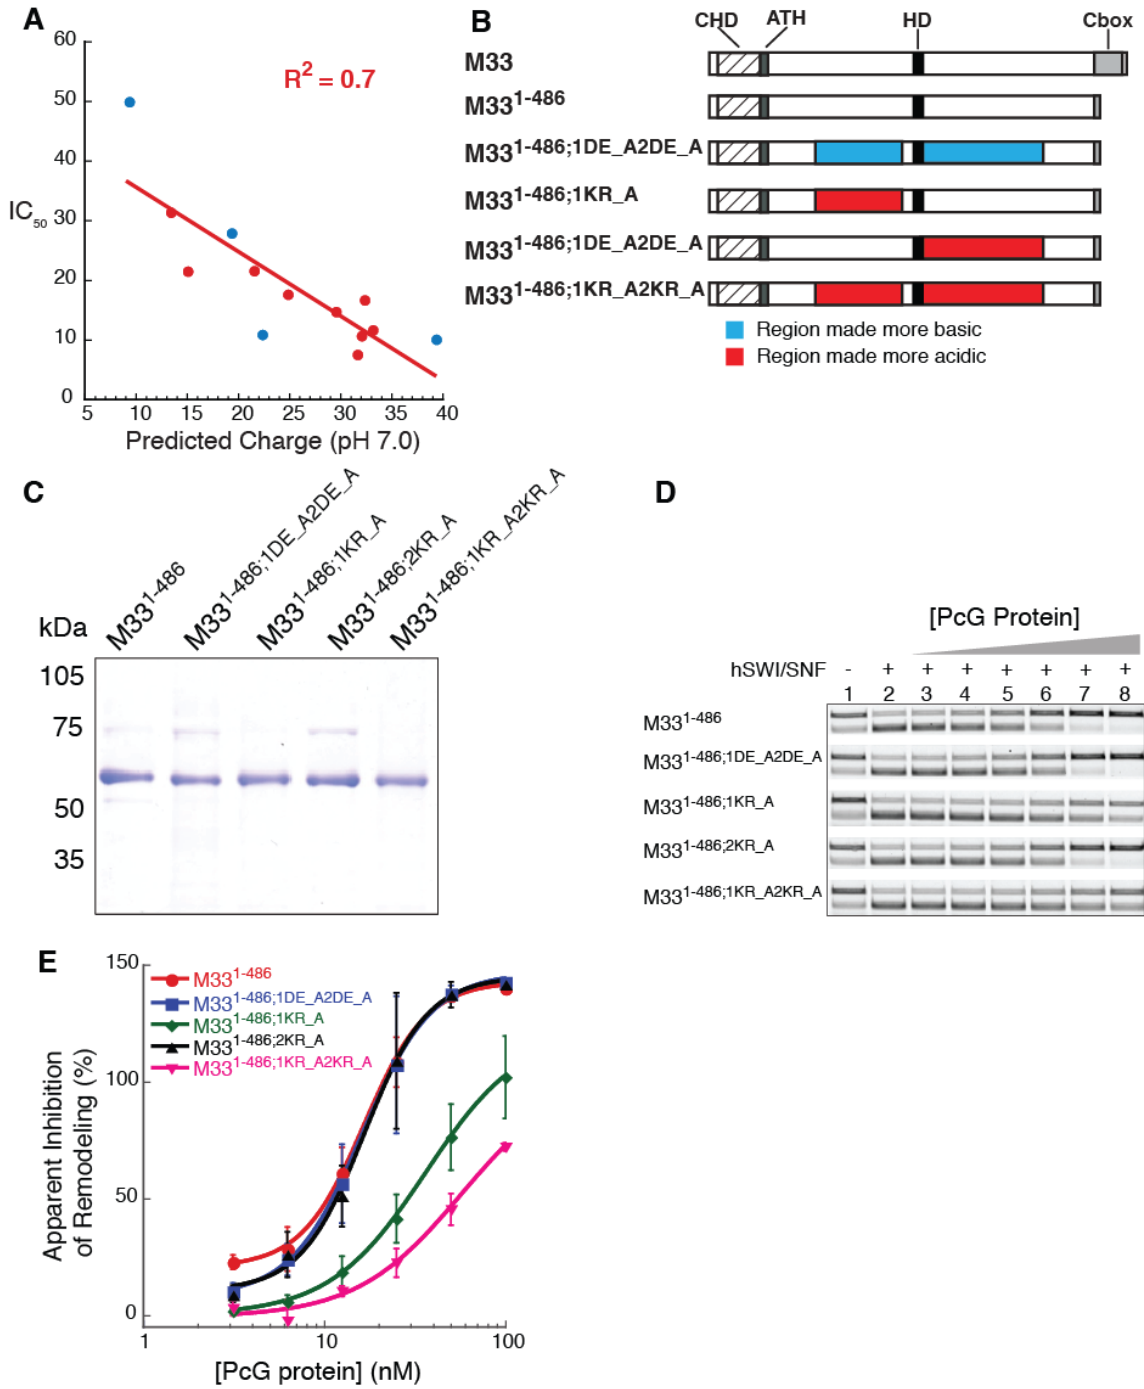 A
60
50
40
IC50 30
20
10
0
5 10 15 20 25 30 35 40
Predicted Charge (pH 7.0)
R2 = 0.7
B
CHD ATH HD Cbox
M33
M331-486
M331-486;1DE_A2DE_A
M331-486;1KR_A
M331-486;1DE_A2DE_A
M331-486;1KR_A2KR_A
Region made more basic
Region made more acidic
C
M331-486
M331-486;1DE_A2DE_A
M331-486;1KR_A
M331-486;2KR_A
M331-486;1KR_A2KR_A
kDa
105
75
50
35
D
[PcG Protein]
hSWI/SNF - + + + + + + +
1 2 3 4 5 6 7 8
M331-486
M331-486;1DE_A2DE_A
M331-486;1KR_A
M331-486;2KR_A
M331-486;1KR_A2KR_A
E
150
100
50
0
1 10 100
Apparent Inhibition
of Remodeling (%)
[PcG protein] (nM)
M331-486
M331-486;1DE_A2DE_A
M331-486;1KR_A
M331-486;2KR_A
M331-486;1KR_A2KR_A